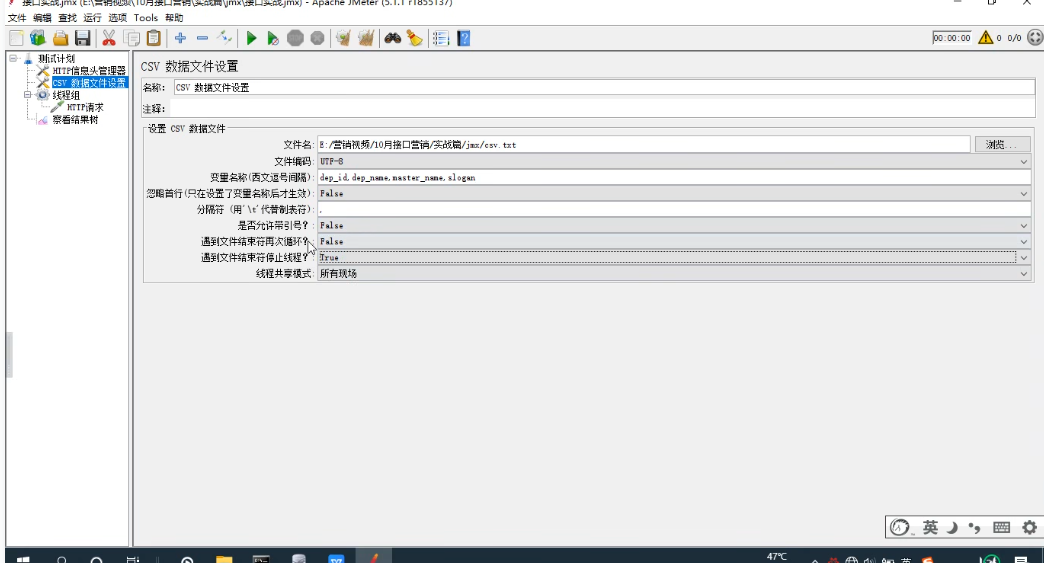 接口实战.jmx (E:\营销视频\10月接口营销\实战篇\jmx\接口实战.jmx) - Apache JMeter (5.1.1 r1855137)
文件 编辑 查找 运行 选项 Tools 帮助
00:00:00 0 0/0
测试计划
HTTP信息头管理器
CSV 数据文件设置
线程组
HTTP请求
察看结果树
CSV 数据文件设置
名称: CSV 数据文件设置
注释:
设置 CSV 数据文件
文件名: E:/营销视频/10月接口营销/实战篇/jmx/csv.txt 浏览...
文件编码: UTF-8
变量名称(西文逗号间隔): dep_id,dep_name,master_name,slogan
忽略首行(只在设置了变量名称后才生效): False
分隔符 (用'\t'代替制表符): ,
是否允许带引号?: False
遇到文件结束符再次循环?: False
遇到文件结束符停止线程?: True
线程共享模式: 所有现场
英
47℃
英